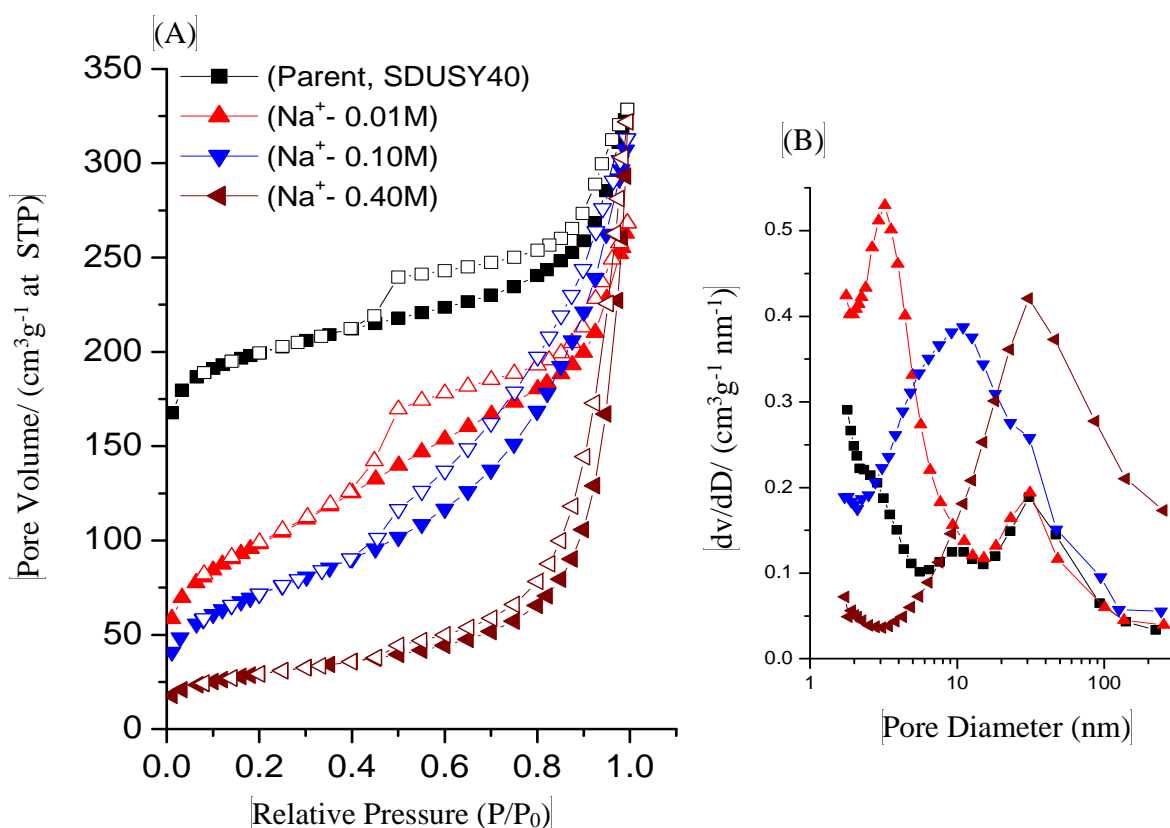 [(A)
(Parent, SDUSY40)
(Na⁺- 0.01M)
(Na⁺- 0.10M)
(Na⁺- 0.40M)
350
300
250
200
150
100
50
0
0.0 0.2 0.4 0.6 0.8 1.0
[Pore Volume/ (cm³g⁻¹ at STP)
[Relative Pressure (P/P₀)
(B)
0.5
0.4
0.3
0.2
0.1
0.0
1 10 100
dv/dD/ (cm³g⁻¹ nm⁻¹)
[Pore Diameter (nm)